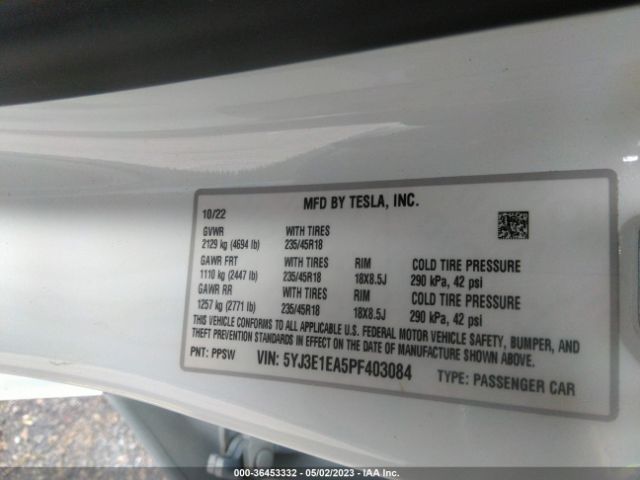 MFD BY TESLA, INC.
10/22
GVWR WITH TIRES
2129 kg (4694 lb) 235/45R18
GAWR FRT WITH TIRES RIM COLD TIRE PRESSURE
1110 kg (2447 lb) 235/45R18 18X8.5J 290 kPa, 42 psi
GAWR RR WITH TIRES RIM COLD TIRE PRESSURE
1257 kg (2771 lb) 235/45R18 18X8.5J 290 kPa, 42 psi
THIS VEHICLE CONFORMS TO ALL APPLICABLE U.S. FEDERAL MOTOR VEHICLE SAFETY, BUMPER, AND
THEFT PREVENTION STANDARDS IN EFFECT ON THE DATE OF MANUFACTURE SHOWN ABOVE.
PNT: PPSW VIN: 5YJ3E1EA5PF403084 TYPE: PASSENGER CAR
000-36453332 - 05/02/2023 - IAA Inc.